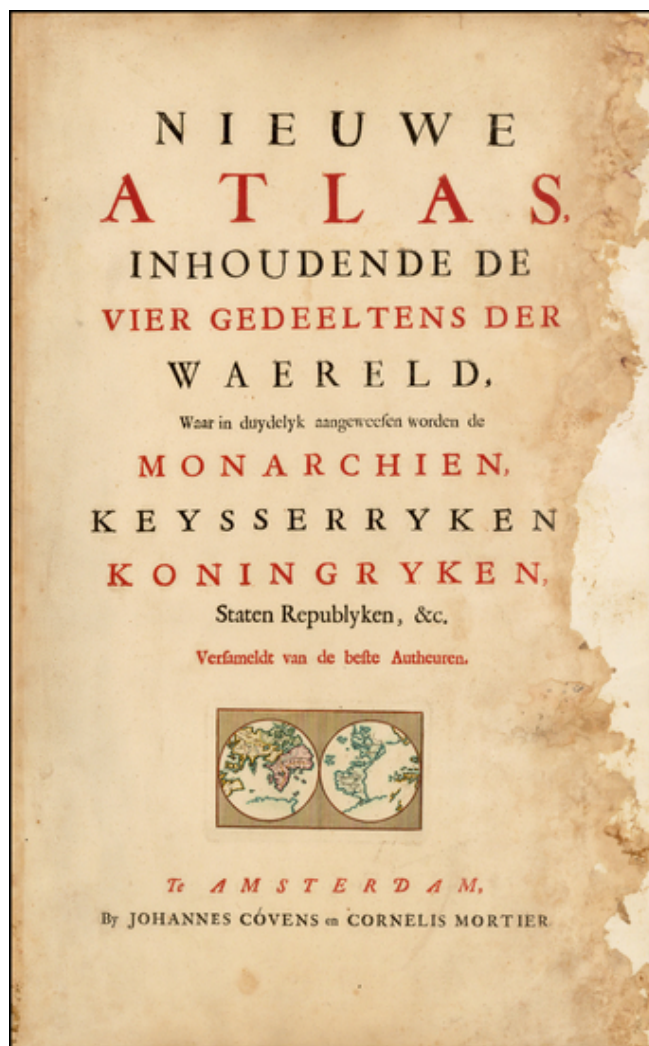 NIEUWE
ATLAS,
INHOUDENDE DE
VIER GEDEELTENS DER
WAERELD,
Waar in duydelyk aangeweeſen worden de
MONARCHIEN,
KEYSSERRYKEN
KONINGRYKEN,
Staten Republyken, &c.
Verſameldt van de beſte Autheuren.
Te AMSTERDAM,
By JOHANNES CÓVENS en CORNELIS MORTIER